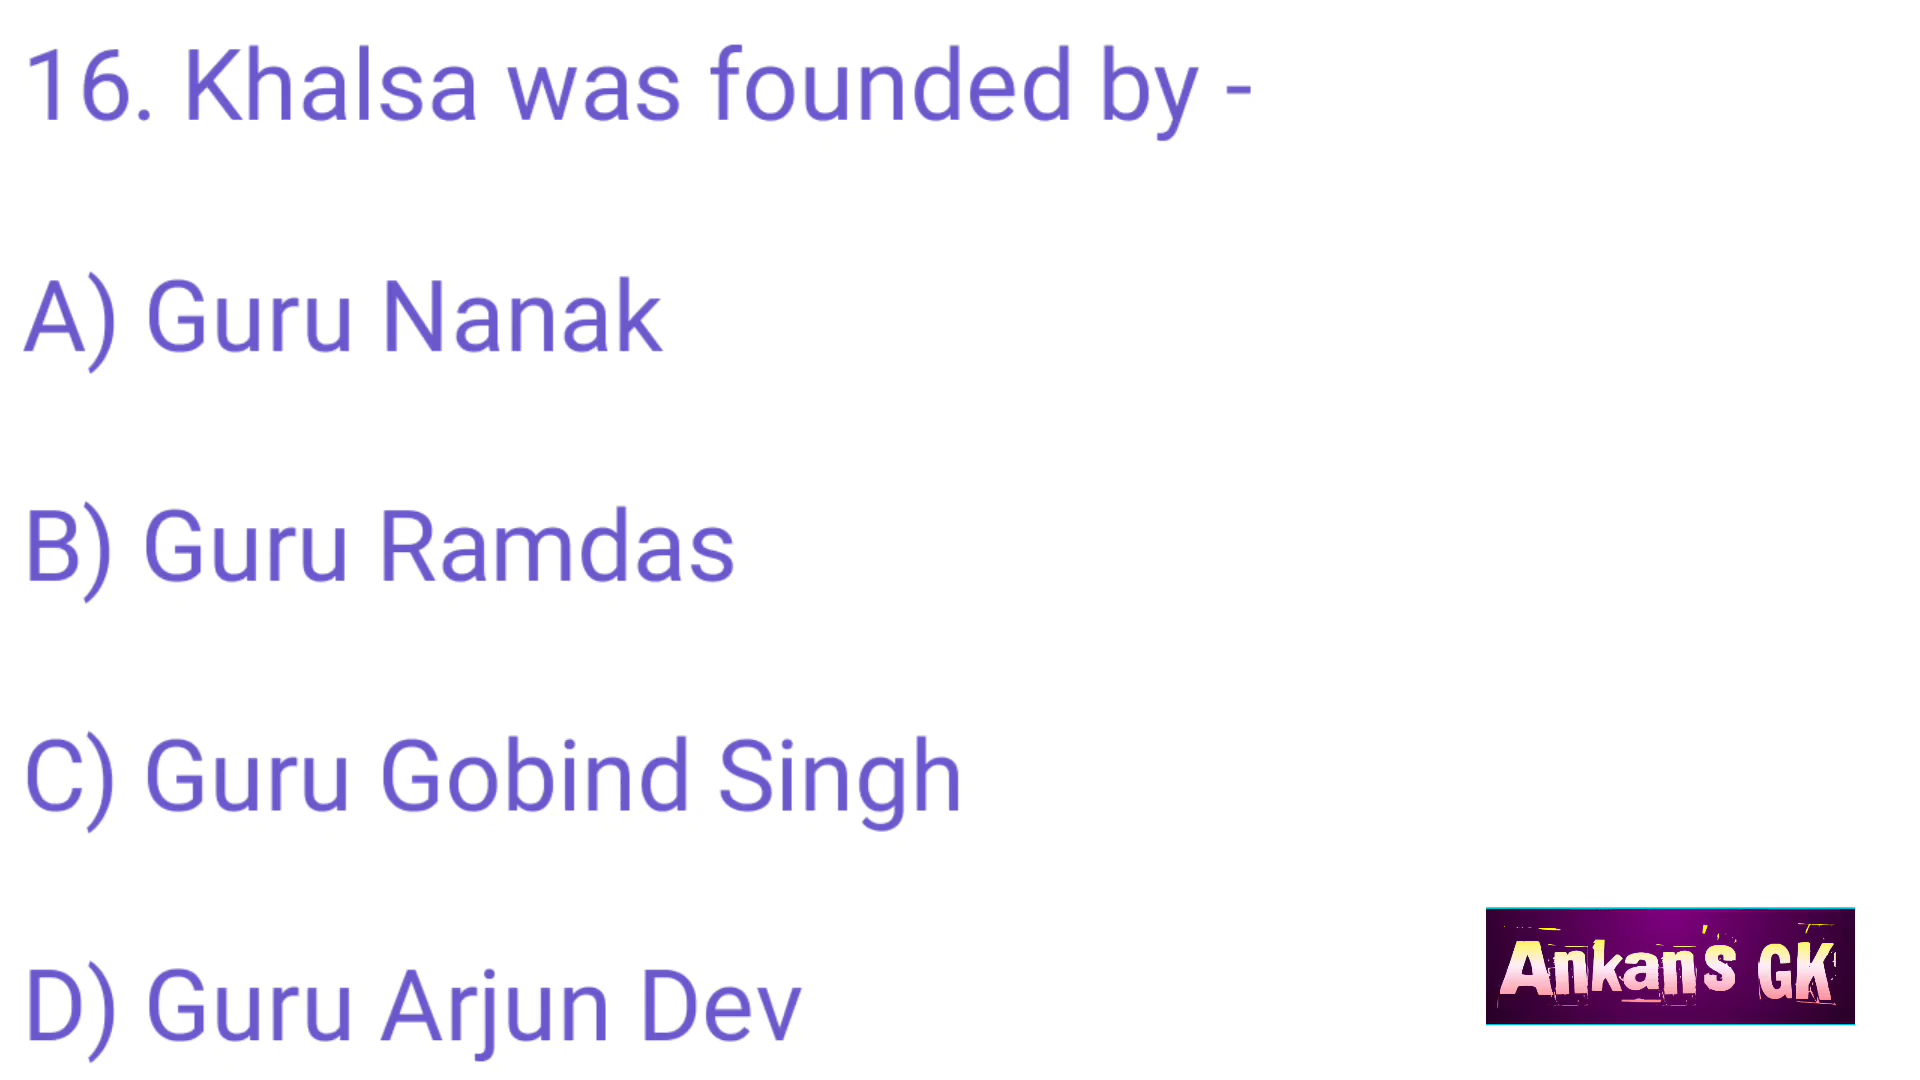 16. Khalsa was founded by -
A) Guru Nanak
B) Guru Ramdas
C) Guru Gobind Singh
D) Guru Arjun Dev
Ankan's GK